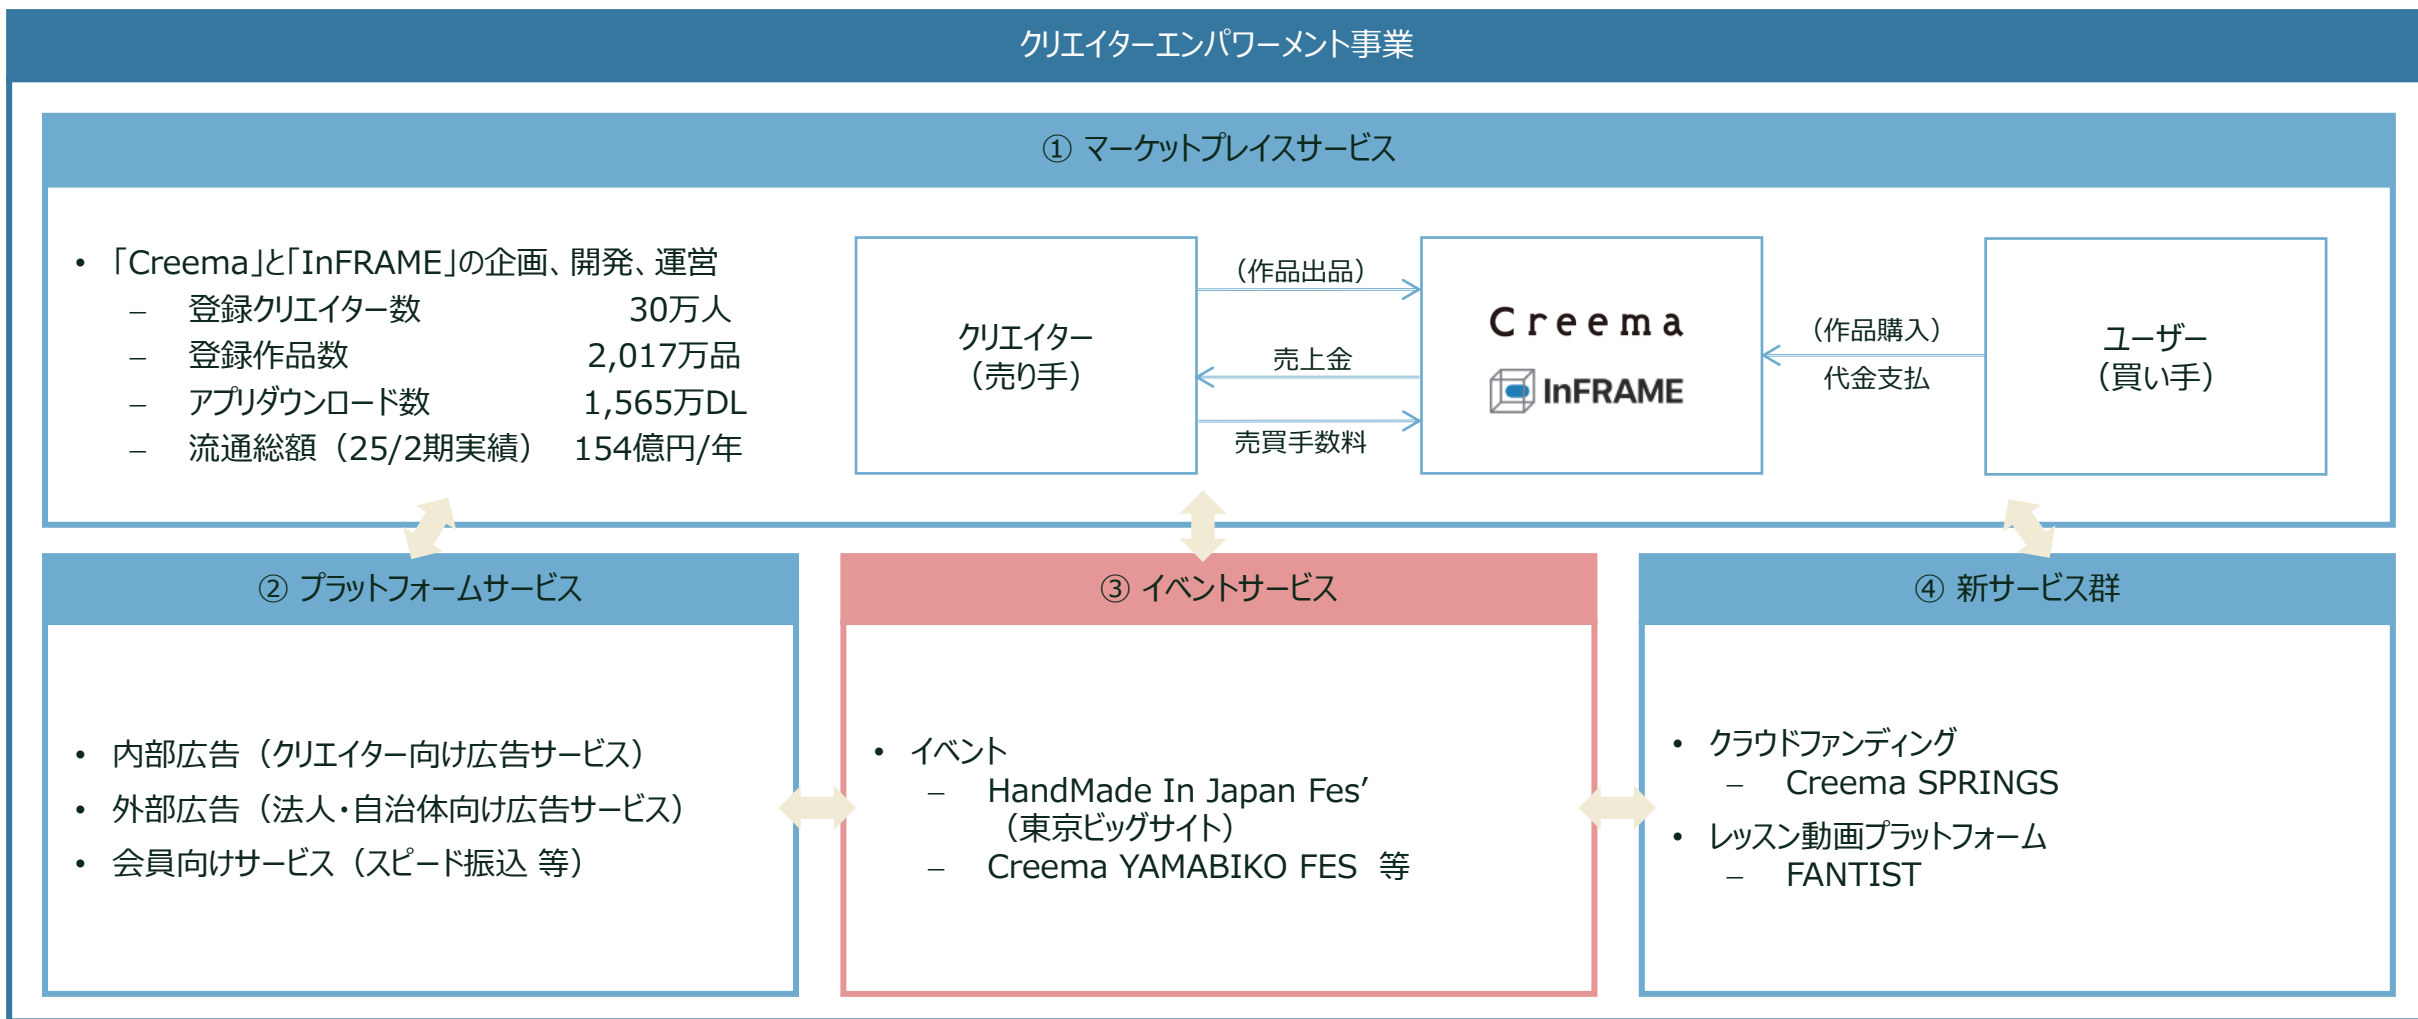 クリエイターエンパワーメント事業
① マーケットプレイスサービス
• 「Creema」と「InFRAME」の企画、開発、運営
– 登録クリエイター数 30万人
– 登録作品数 2,017万品
– アプリダウンロード数 1,565万DL
– 流通総額（25/2期実績） 154億円/年
クリエイター
（売り手）
（作品出品）
売上金
売買手数料
Creema
InFRAME
（作品購入）
代金支払
ユーザー
（買い手）
② プラットフォームサービス
• 内部広告（クリエイター向け広告サービス）
• 外部広告（法人・自治体向け広告サービス）
• 会員向けサービス（スピード振込 等）
③ イベントサービス
• イベント
– HandMade In Japan Fes’
（東京ビッグサイト）
– Creema YAMABIKO FES 等
④ 新サービス群
• クラウドファンディング
– Creema SPRINGS
• レッスン動画プラットフォーム
– FANTIST